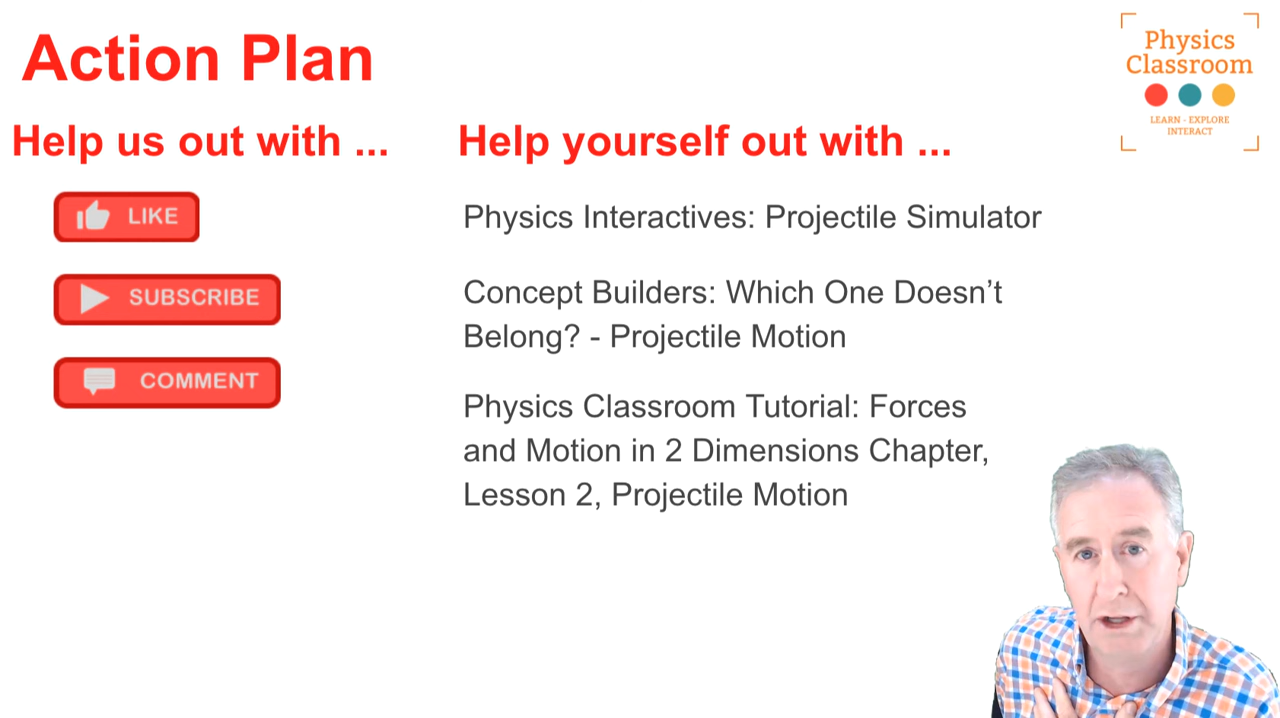 Action Plan
Physics
Classroom
LEARN - EXPLORE
INTERACT
Help us out with ...
LIKE
SUBSCRIBE
COMMENT
Help yourself out with ...
Physics Interactives: Projectile Simulator
Concept Builders: Which One Doesn’t
Belong? - Projectile Motion
Physics Classroom Tutorial: Forces
and Motion in 2 Dimensions Chapter,
Lesson 2, Projectile Motion